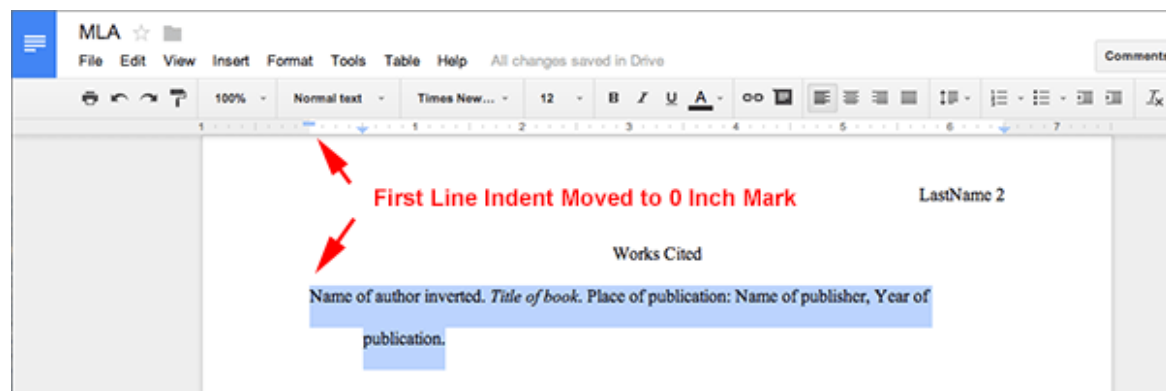 MLA
File Edit View Insert Format Tools Table Help All changes saved in Drive
Comments
100% Normal text Times New... 12 B I U A
1 1 2 3 4 5 6 7
First Line Indent Moved to 0 Inch Mark
LastName 2
Works Cited
Name of author inverted. Title of book. Place of publication: Name of publisher, Year of
publication.